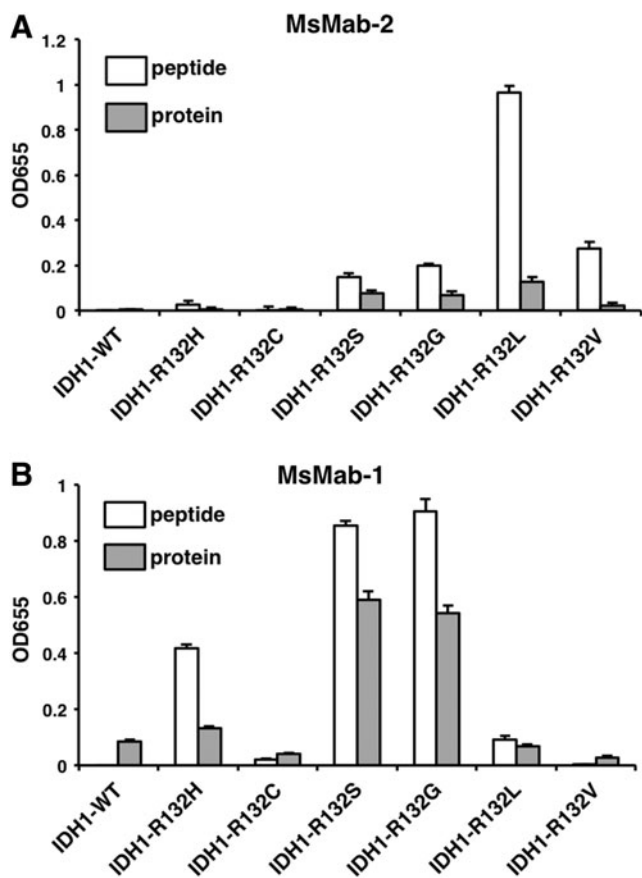 A
MsMab-2
1.2
1
0.8
0.6
0.4
0.2
0
OD655
peptide
protein
IDH1-WT
IDH1-R132H
IDH1-R132C
IDH1-R132S
IDH1-R132G
IDH1-R132L
IDH1-R132V
B
MsMab-1
1
0.8
0.6
0.4
0.2
0
OD655
peptide
protein
IDH1-WT
IDH1-R132H
IDH1-R132C
IDH1-R132S
IDH1-R132G
IDH1-R132L
IDH1-R132V